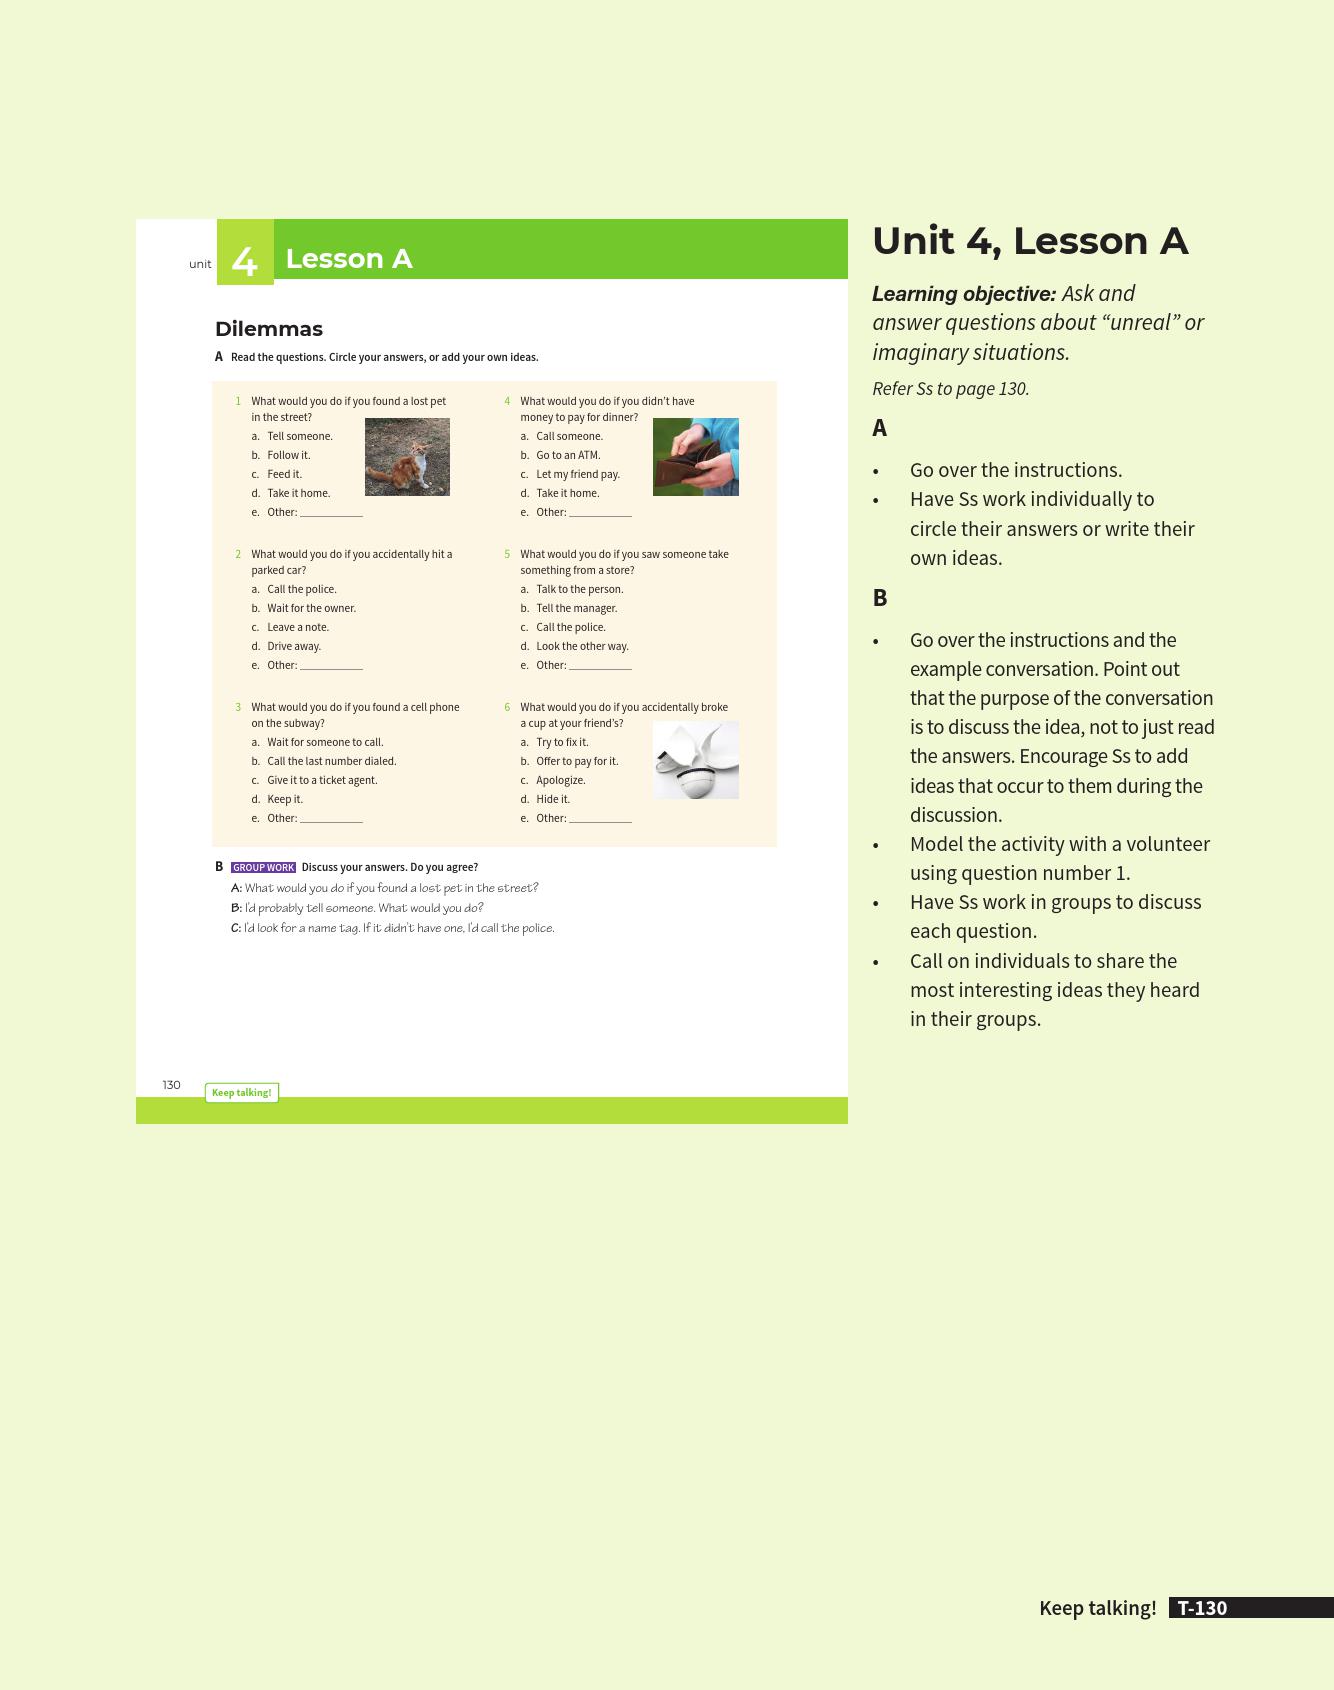 unit 4 Lesson A
Dilemmas
A Read the questions. Circle your answers, or add your own ideas.
1 What would you do if you found a lost pet
in the street?
a. Tell someone.
b. Follow it.
c. Feed it.
d. Take it home.
e. Other: ____________
2 What would you do if you accidentally hit a
parked car?
a. Call the police.
b. Wait for the owner.
c. Leave a note.
d. Drive away.
e. Other: ____________
3 What would you do if you found a cell phone
on the subway?
a. Wait for someone to call.
b. Call the last number dialed.
c. Give it to a ticket agent.
d. Keep it.
e. Other: ____________
4 What would you do if you didn’t have
money to pay for dinner?
a. Call someone.
b. Go to an ATM.
c. Let my friend pay.
d. Take it home.
e. Other: ____________
5 What would you do if you saw someone take
something from a store?
a. Talk to the person.
b. Tell the manager.
c. Call the police.
d. Look the other way.
e. Other: ____________
6 What would you do if you accidentally broke
a cup at your friend’s?
a. Try to fix it.
b. Offer to pay for it.
c. Apologize.
d. Hide it.
e. Other: ____________
B GROUP WORK Discuss your answers. Do you agree?
A: What would you do if you found a lost pet in the street?
B: I’d probably tell someone. What would you do?
C: I’d look for a name tag. If it didn’t have one, I’d call the police.
130
Keep talking!
Unit 4, Lesson A
Learning objective: Ask and
answer questions about “unreal” or
imaginary situations.
Refer Ss to page 130.
A
• Go over the instructions.
• Have Ss work individually to
circle their answers or write their
own ideas.
B
• Go over the instructions and the
example conversation. Point out
that the purpose of the conversation
is to discuss the idea, not to just read
the answers. Encourage Ss to add
ideas that occur to them during the
discussion.
• Model the activity with a volunteer
using question number 1.
• Have Ss work in groups to discuss
each question.
• Call on individuals to share the
most interesting ideas they heard
in their groups.
Keep talking! T-130